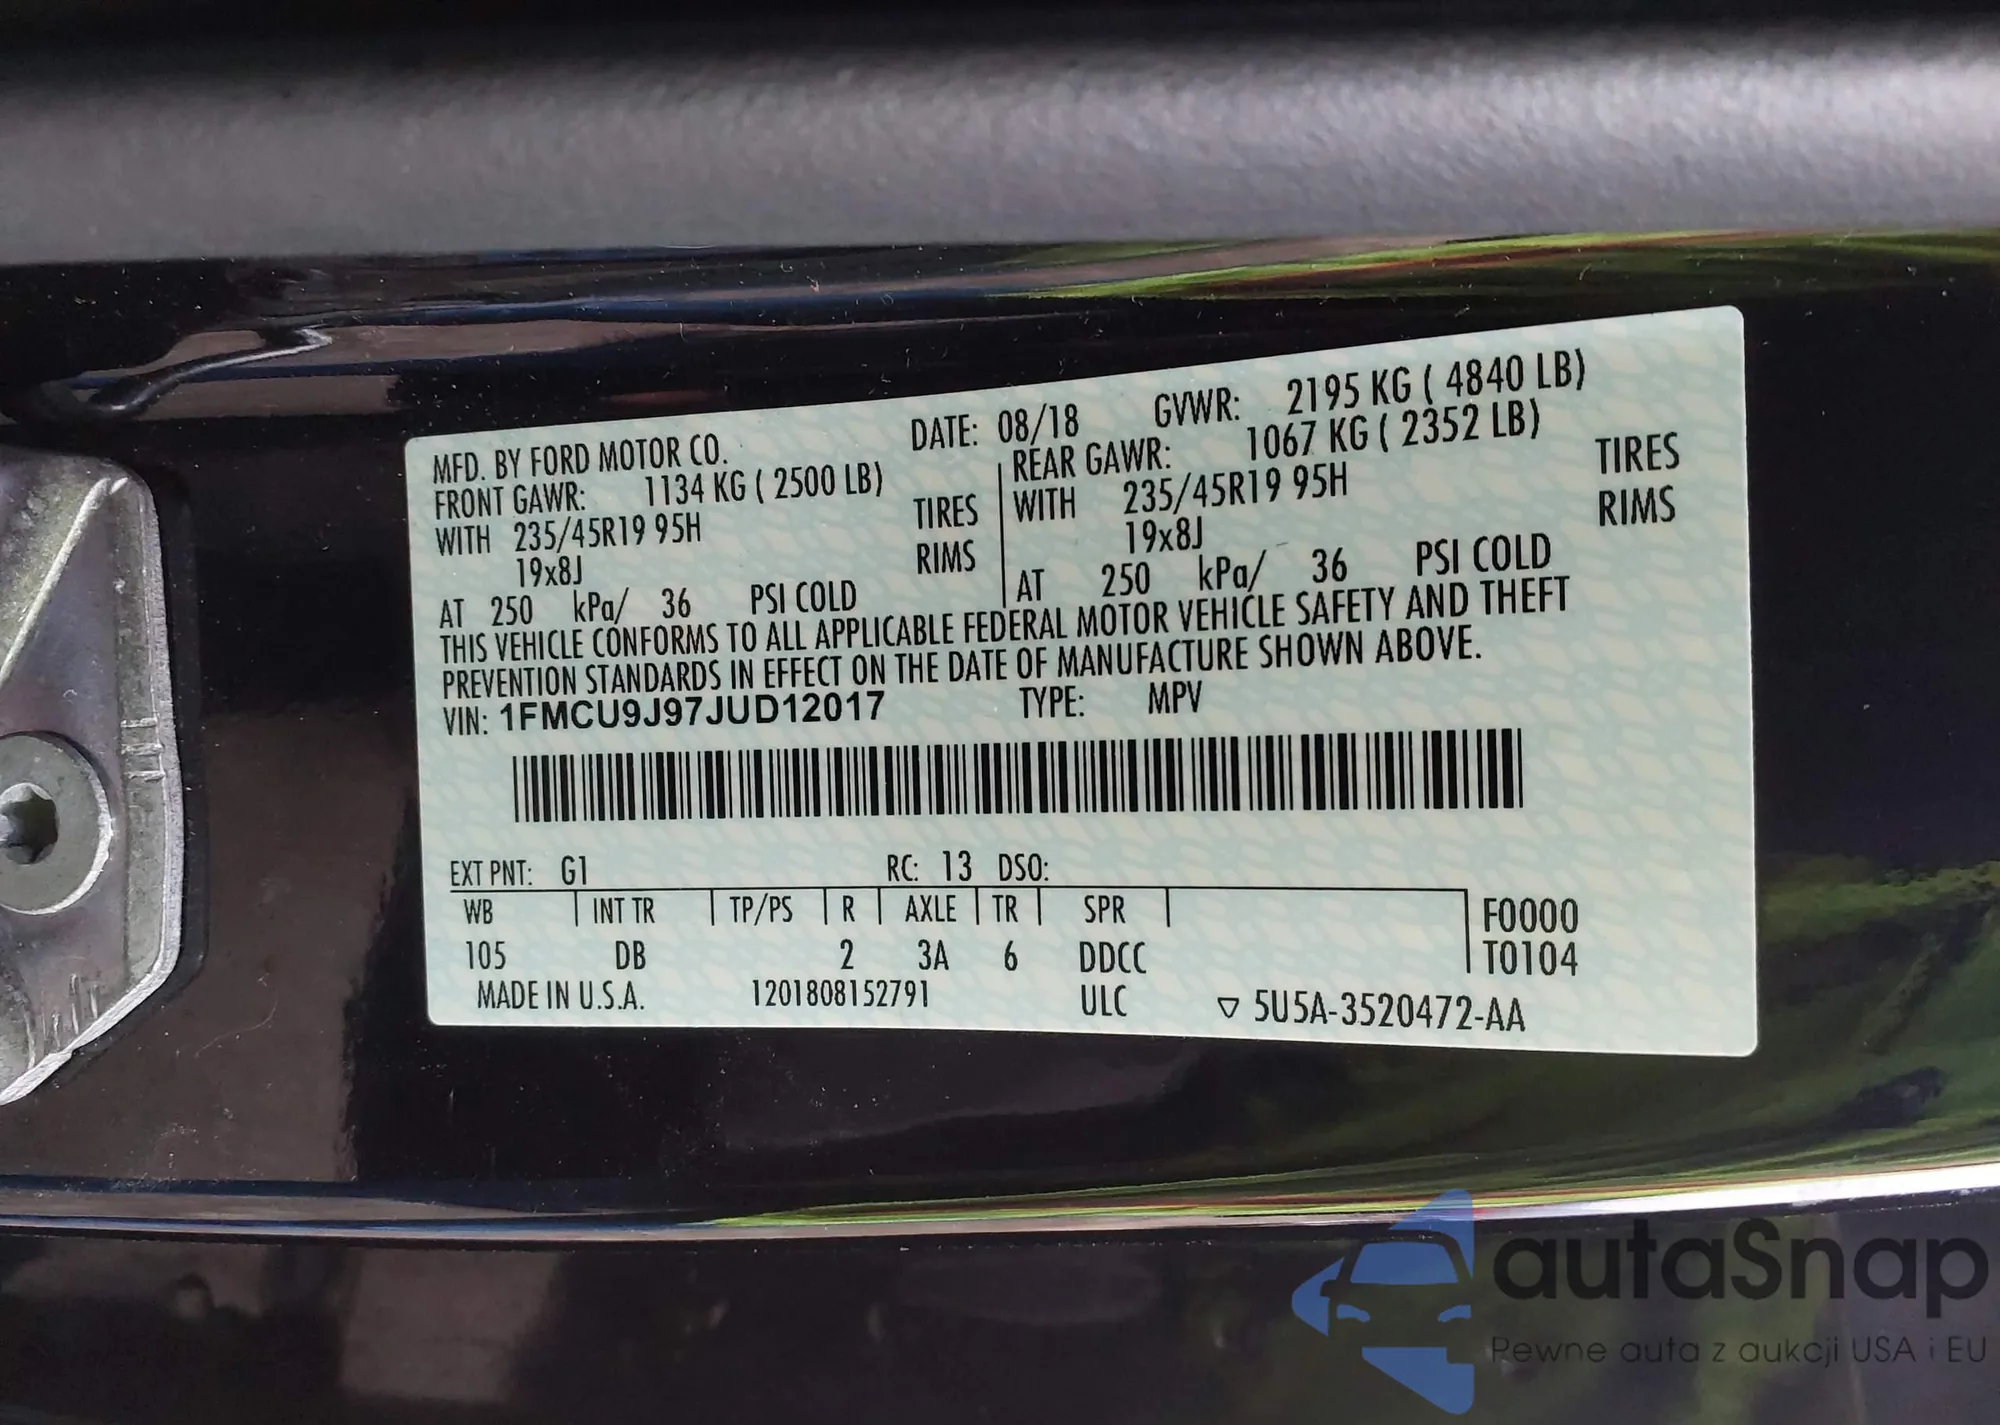 MFD. BY FORD MOTOR CO. DATE: 08/18 GVWR: 2195 KG ( 4840 LB)
FRONT GAWR: 1134 KG ( 2500 LB) REAR GAWR: 1067 KG ( 2352 LB)
WITH 235/45R19 95H TIRES WITH 235/45R19 95H TIRES
19x8J RIMS 19x8J RIMS
AT 250 kPa/ 36 PSI COLD AT 250 kPa/ 36 PSI COLD
THIS VEHICLE CONFORMS TO ALL APPLICABLE FEDERAL MOTOR VEHICLE SAFETY AND THEFT
PREVENTION STANDARDS IN EFFECT ON THE DATE OF MANUFACTURE SHOWN ABOVE.
VIN: 1FMCU9J97JUD12017 TYPE: MPV
EXT PNT: G1 RC: 13 DSO:
WB INT TR TP/PS R AXLE TR SPR F0000
105 DB 2 3A 6 DDCC T0104
MADE IN U.S.A. 1201808152791 ULC ▽ 5U5A-3520472-AA
autaSnap
Pewne auta z aukcji USA i EU